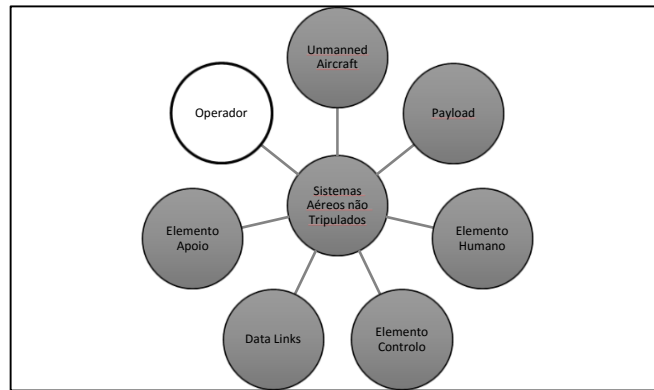 Unmanned
Aircraft
Operador
Payload
Sistemas
Aéreos não
Tripulados
Elemento
Apoio
Elemento
Humano
Data Links
Elemento
Controlo